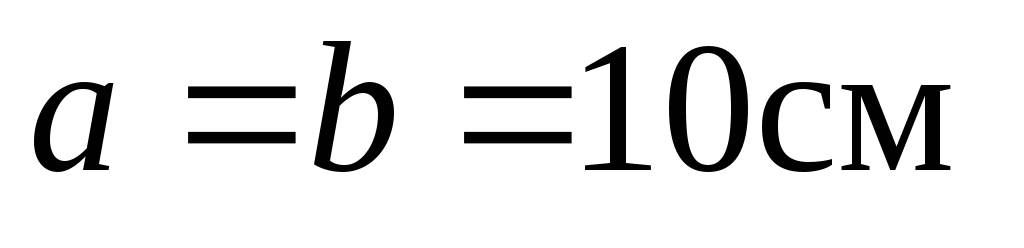 a = b = 10см